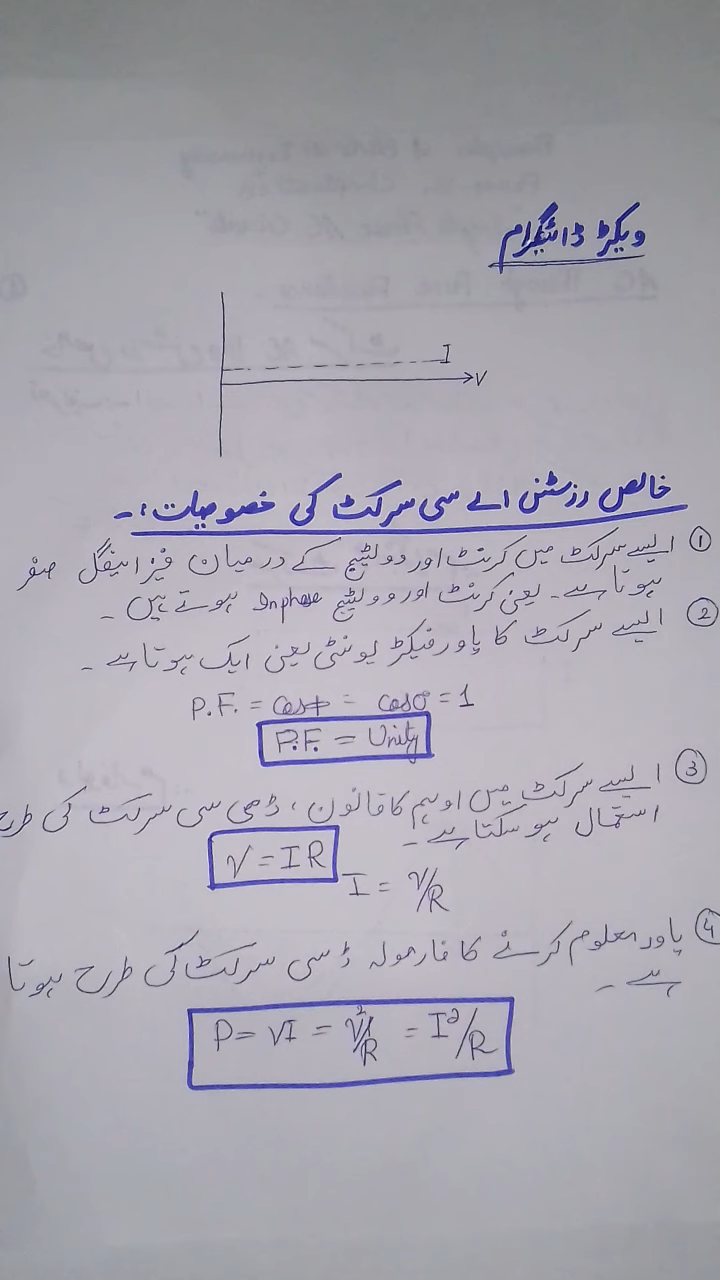 ویکٹر ڈائیگرام
I
V
خالص رزسٹنس اے سی سرکٹ کی خصوصیات:۔
① ایسے سرکٹ میں کرنٹ اور وولٹیج کے درمیان فیز اینگل صفر
ہوتا ہے۔ یعنی کرنٹ اور وولٹیج Inphase ہوتے ہیں۔
② ایسے سرکٹ کا پاور فیکٹر یونٹی یعنی ایک ہوتا ہے۔
P.F. = Cosϕ = cos0 = 1
P.F. = Unity
③ ایسے سرکٹ میں اوہم کا قانون، ڈی سی سرکٹ کی طرح
استمال ہو سکتا ہے۔
V = IR
I = V/R
④ پاور معلوم کرنے کا فارمولہ ڈی سی سرکٹ کی طرح ہوتا
ہے۔
P = VI = V²/R = I²/R